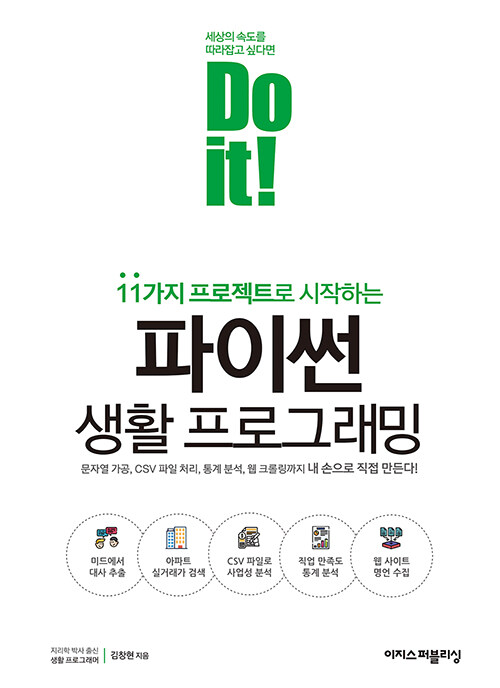 세상의 속도를
따라잡고 싶다면
Do
it!
11가지 프로젝트로 시작하는
파이썬
생활 프로그래밍
문자열 가공, CSV 파일 처리, 통계 분석, 웹 크롤링까지 내 손으로 직접 만든다!
미드에서
대사 추출
아파트
실거래가 검색
CSV 파일로
사업성 분석
직업 만족도
통계 분석
웹 사이트
명언 수집
지리학 박사 출신
생활 프로그래머
김창현 지음
이지스 퍼블리싱